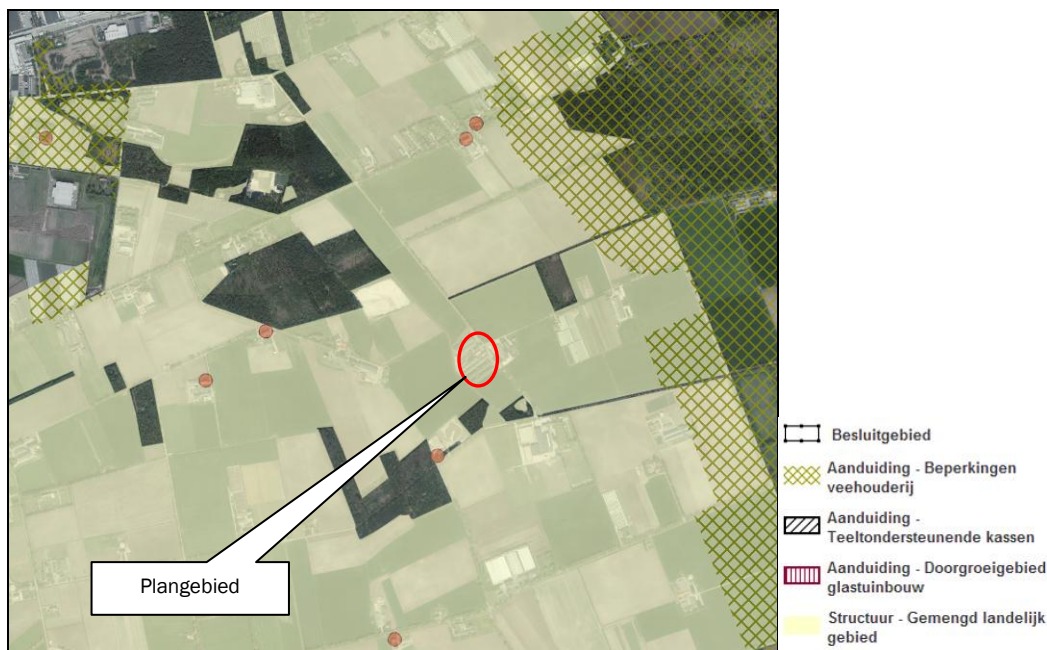 Plangebied
Besluitgebied
Aanduiding - Beperkingen
veehouderij
Aanduiding -
Teeltondersteunende kassen
Aanduiding - Doorgroeigebied
glastuinbouw
Structuur - Gemengd landelijk
gebied